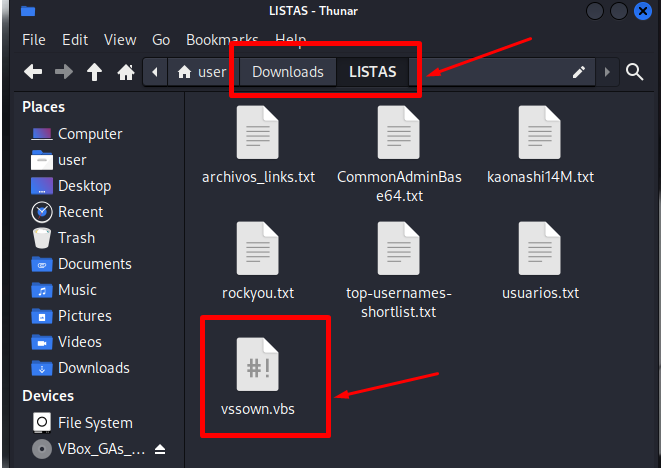 LISTAS - Thunar
File Edit View Go Bookmarks Help
user Downloads LISTAS
Places
Computer
user
Desktop
Recent
Trash
Documents
Music
Pictures
Videos
Downloads
Devices
File System
VBox_GAs_...
archivos_links.txt
CommonAdminBas
e64.txt
kaonashi14M.txt
rockyou.txt
top-usernames-
shortlist.txt
usuarios.txt
#!
vssown.vbs